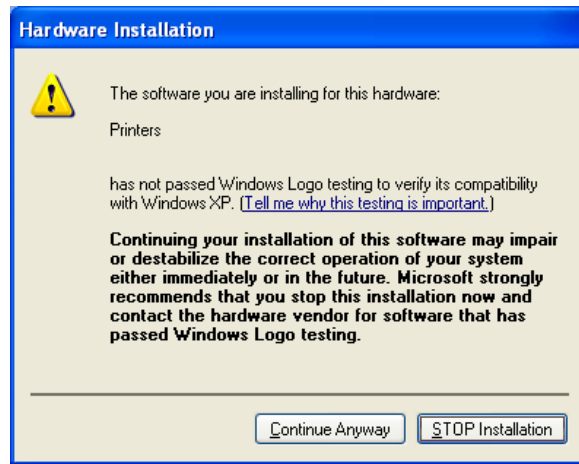 Hardware Installation
The software you are installing for this hardware:
Printers
has not passed Windows Logo testing to verify its compatibility
with Windows XP. (Tell me why this testing is important.)
Continuing your installation of this software may impair
or destabilize the correct operation of your system
either immediately or in the future. Microsoft strongly
recommends that you stop this installation now and
contact the hardware vendor for software that has
passed Windows Logo testing.
Continue Anyway
STOP Installation